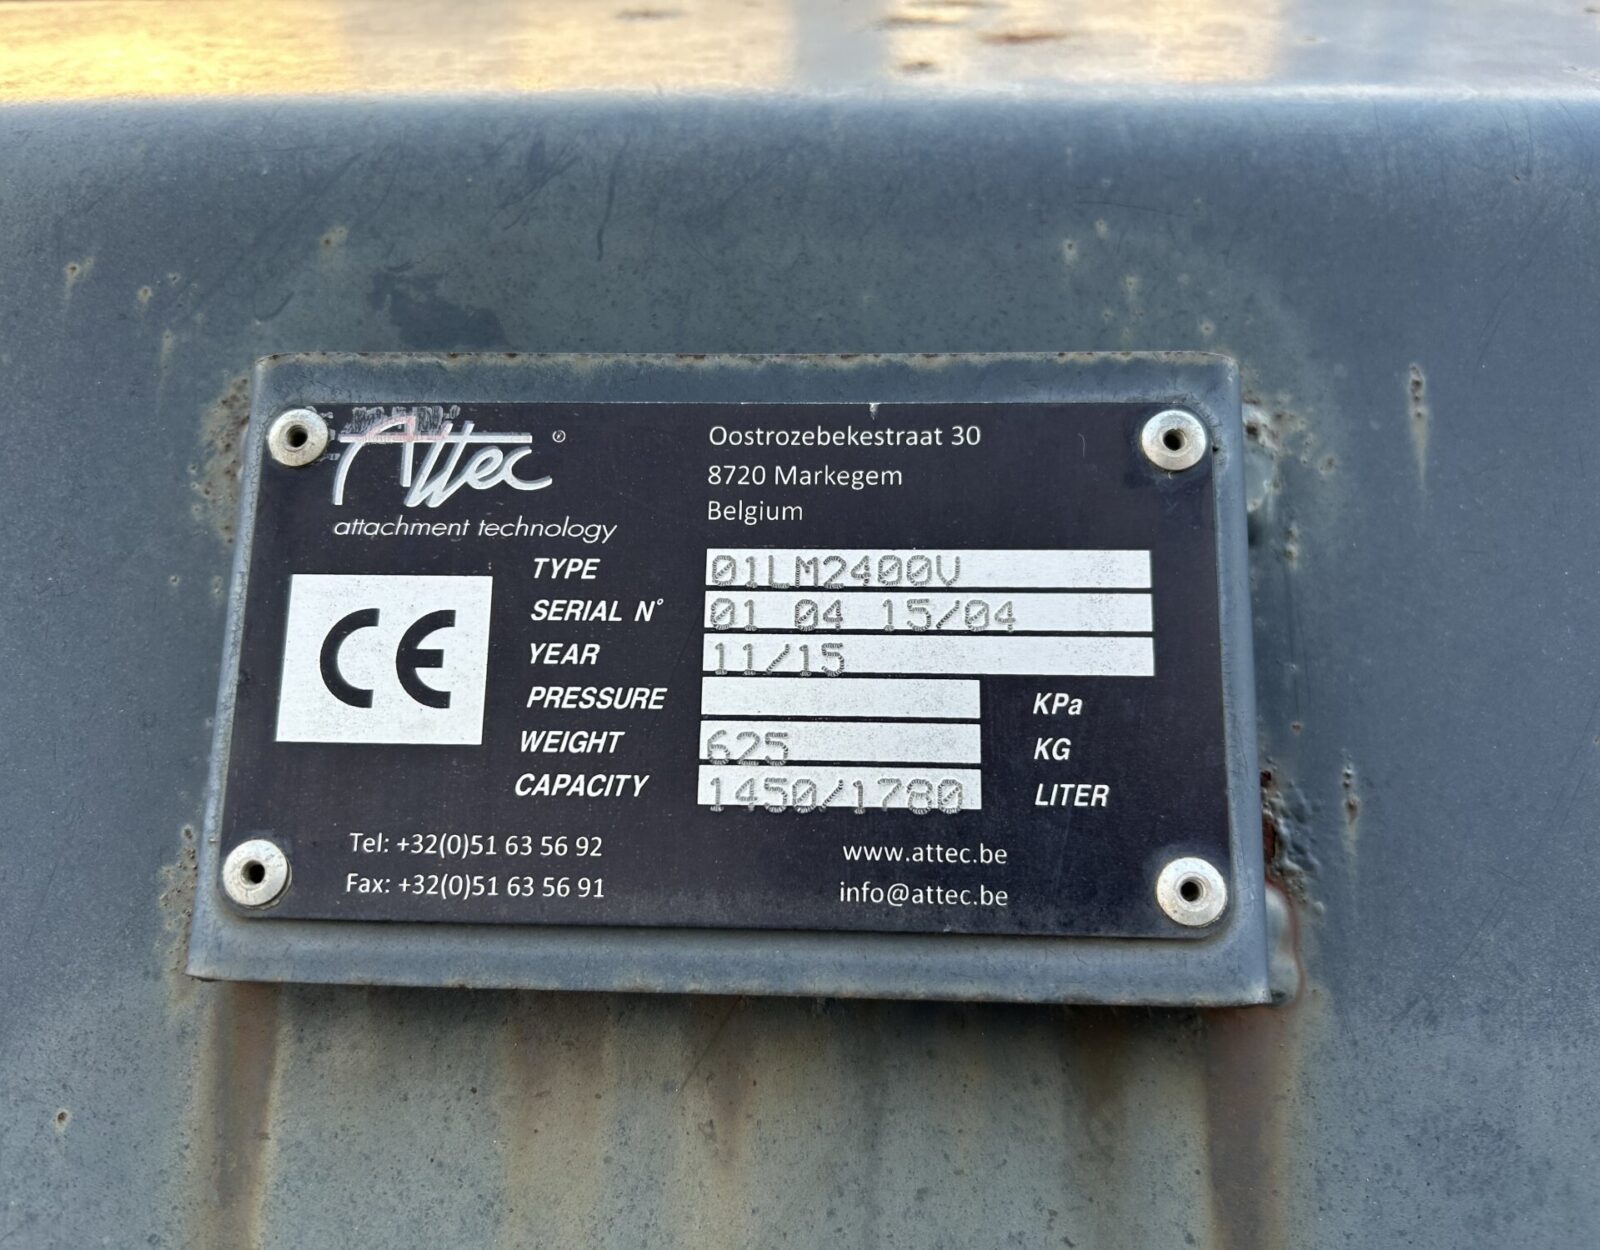 Attec ®
attachment technology
Oostrozebekestraat 30
8720 Markegem
Belgium
CE
TYPE 01LM2400V
SERIAL N° 01 04 15/04
YEAR 11/15
PRESSURE KPa
WEIGHT 625 KG
CAPACITY 1450/1780 LITER
Tel: +32(0)51 63 56 92
Fax: +32(0)51 63 56 91
www.attec.be
info@attec.be